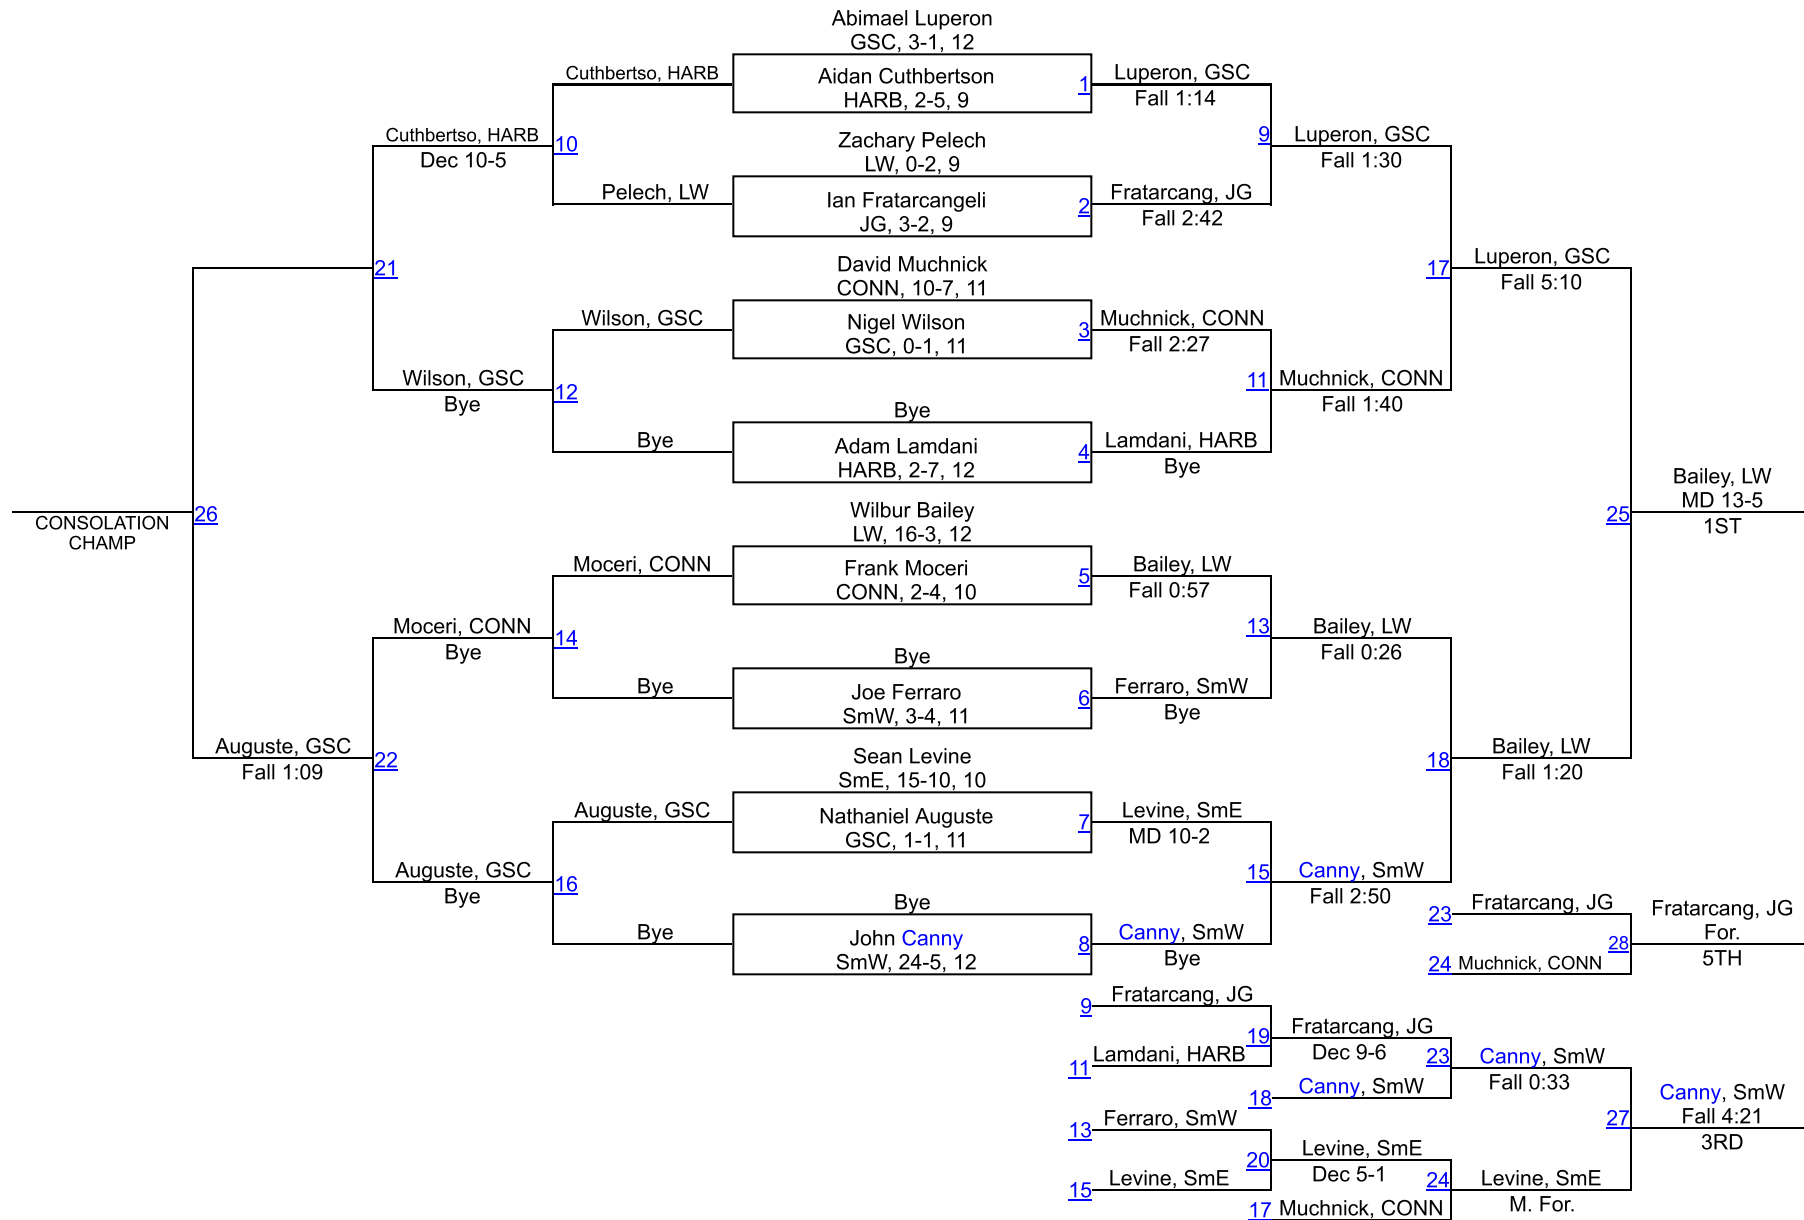 Abimael Luperon
GSC, 3-1, 12
Cuthbertso, HARB
Aidan Cuthbertson
HARB, 2-5, 9
1
Luperon, GSC
Fall 1:14
Cuthbertso, HARB
Dec 10-5
10
Zachary Pelech
LW, 0-2, 9
9
Luperon, GSC
Fall 1:30
Pelech, LW
Ian Fratarcangeli
JG, 3-2, 9
2
Fratarcang, JG
Fall 2:42
21
David Muchnick
CONN, 10-7, 11
17
Luperon, GSC
Fall 5:10
Wilson, GSC
Nigel Wilson
GSC, 0-1, 11
3
Muchnick, CONN
Fall 2:27
Wilson, GSC
Bye
12
Bye
11
Muchnick, CONN
Fall 1:40
Bye
Adam Lamdani
HARB, 2-7, 12
4
Lamdani, HARB
Bye
CONSOLATION
CHAMP
26
Wilbur Bailey
LW, 16-3, 12
25
Bailey, LW
MD 13-5
1ST
Moceri, CONN
Frank Moceri
CONN, 2-4, 10
5
Bailey, LW
Fall 0:57
Moceri, CONN
Bye
14
Bye
13
Bailey, LW
Fall 0:26
Bye
Joe Ferraro
SmW, 3-4, 11
6
Ferraro, SmW
Bye
Auguste, GSC
Fall 1:09
22
Sean Levine
SmE, 15-10, 10
18
Bailey, LW
Fall 1:20
Auguste, GSC
Nathaniel Auguste
GSC, 1-1, 11
7
Levine, SmE
MD 10-2
Auguste, GSC
Bye
16
Bye
15
Canny, SmW
Fall 2:50
Bye
John Canny
SmW, 24-5, 12
8
Canny, SmW
Bye
23
Fratarcang, JG
24
Muchnick, CONN
28
Fratarcang, JG
For.
5TH
9
Fratarcang, JG
11
Lamdani, HARB
19
Fratarcang, JG
Dec 9-6
18
Canny, SmW
23
Canny, SmW
Fall 0:33
13
Ferraro, SmW
15
Levine, SmE
20
Levine, SmE
Dec 5-1
17
Muchnick, CONN
24
Levine, SmE
M. For.
27
Canny, SmW
Fall 4:21
3RD